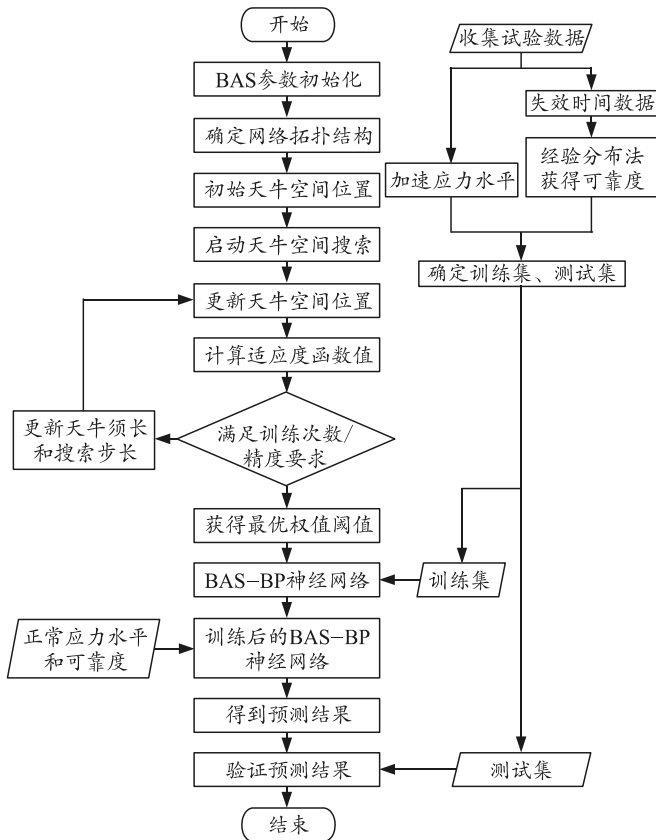 开始
BAS参数初始化
确定网络拓扑结构
初始天牛空间位置
启动天牛空间搜索
更新天牛空间位置
计算适应度函数值
满足训练次数/
精度要求
更新天牛须长
和搜索步长
获得最优权值阈值
BAS-BP神经网络
正常应力水平
和可靠度
训练后的BAS-BP
神经网络
得到预测结果
验证预测结果
结束
收集试验数据
失效时间数据
加速应力水平
经验分布法
获得可靠度
确定训练集、测试集
训练集
测试集